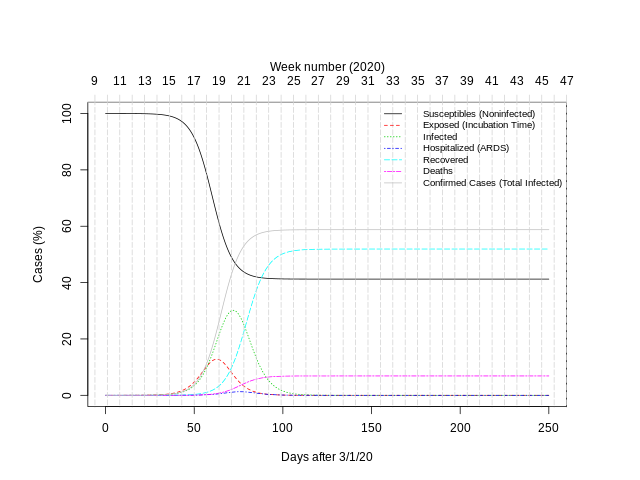 Week number (2020)
9 11 13 15 17 19 21 23 25 27 29 31 33 35 37 39 41 43 45 47
Susceptibles (Noninfected)
Exposed (Incubation Time)
Infected
Hospitalized (ARDS)
Recovered
Deaths
Confirmed Cases (Total Infected)
Cases (%)
100
80
60
40
20
0
0 50 100 150 200 250
Days after 3/1/20